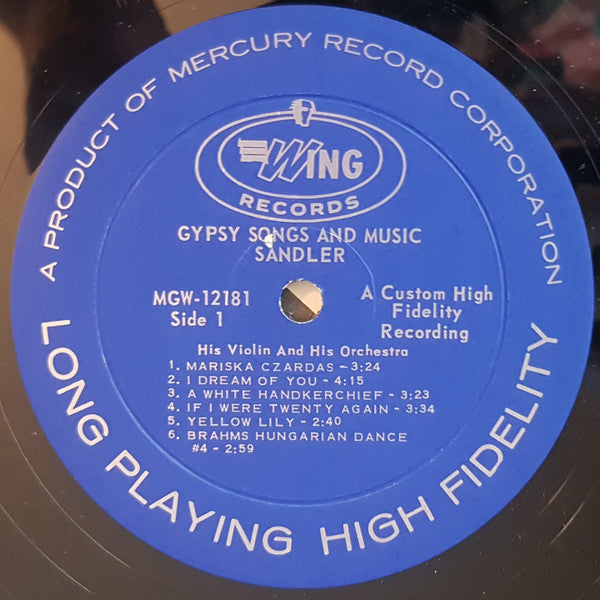 A PRODUCT OF MERCURY RECORD CORPORATION
WING
RECORDS
GYPSY SONGS AND MUSIC
SANDLER
MGW-12181
Side 1
A Custom High
Fidelity
Recording
His Violin And His Orchestra
1. MARISKA CZARDAS - 3:24
2. I DREAM OF YOU - 4:15
3. A WHITE HANDKERCHIEF - 3:23
4. IF I WERE TWENTY AGAIN - 3:34
5. YELLOW LILY - 2:40
6. BRAHMS HUNGARIAN DANCE
#4 - 2:59
LONG PLAYING HIGH FIDELITY